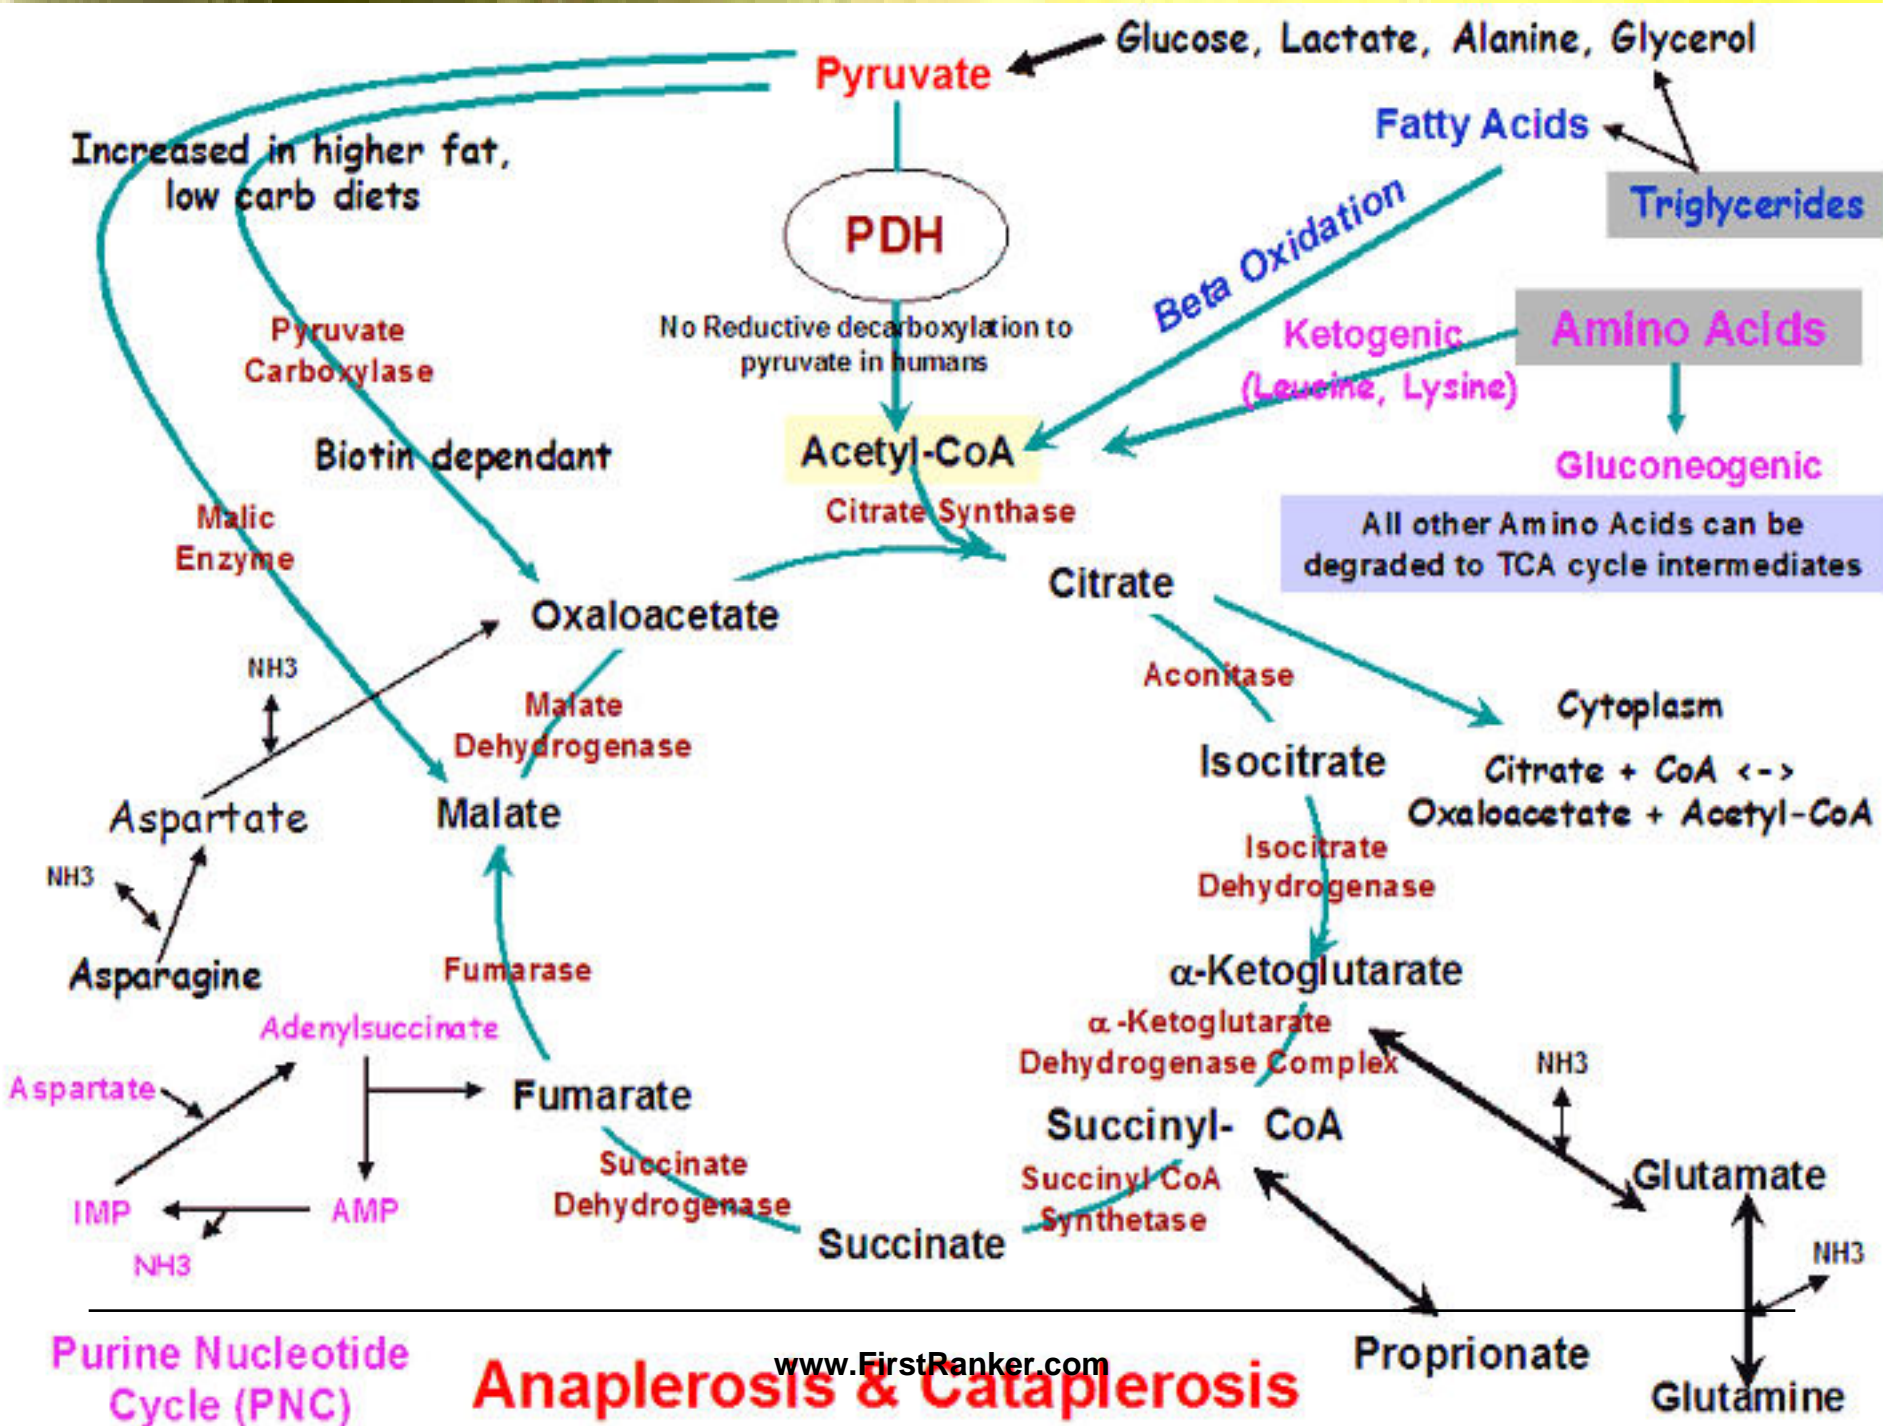 Glucose, Lactate, Alanine, Glycerol
Pyruvate
Fatty Acids
Increased in higher fat,
low carb diets
Triglycerides
PDH
Beta Oxidation
Pyruvate
Carboxylase
No Reductive decarboxylation to
pyruvate in humans
Ketogenic
(Leucine, Lysine)
Amino Acids
Biotin dependant
Acetyl-CoA
Gluconeogenic
Malic
Enzyme
Citrate Synthase
All other Amino Acids can be
degraded to TCA cycle intermediates
Citrate
Oxaloacetate
NH3
Aconitase
Malate
Dehydrogenase
Cytoplasm
Isocitrate
Citrate + CoA <->
Oxaloacetate + Acetyl-CoA
Aspartate
Malate
Isocitrate
Dehydrogenase
NH3
Asparagine
Fumarase
α-Ketoglutarate
Adenylsuccinate
α-Ketoglutarate
Dehydrogenase Complex
NH3
Aspartate
Fumarate
Succinyl- CoA
Succinate
Dehydrogenase
Succinyl CoA
Synthetase
Glutamate
IMP
AMP
Succinate
NH3
NH3
Purine Nucleotide
Cycle (PNC)
Anaplerosis & Cataplerosis
www.FirstRanker.com
Proprionate
Glutamine